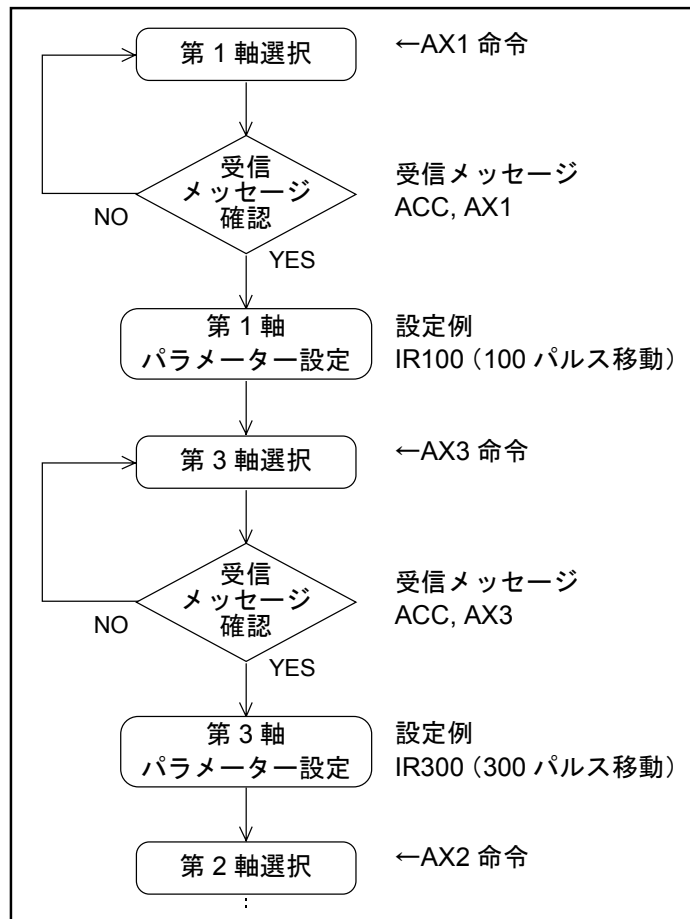 第 1 軸選択
←AX1 命令
受信
メッセージ
確認
NO
YES
受信メッセージ
ACC, AX1
第 1 軸
パラメーター設定
設定例
IR100（100 パルス移動）
第 3 軸選択
←AX3 命令
受信
メッセージ
確認
NO
YES
受信メッセージ
ACC, AX3
第 3 軸
パラメーター設定
設定例
IR300（300 パルス移動）
第 2 軸選択
←AX2 命令